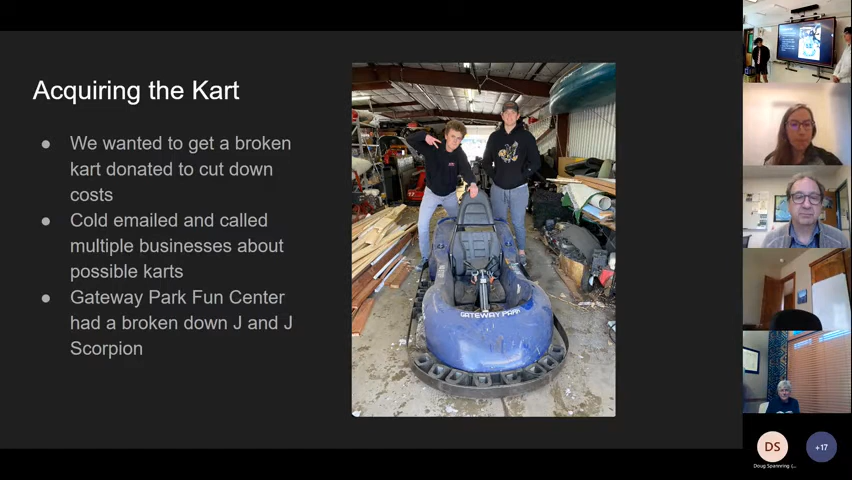 Acquiring the Kart
● We wanted to get a broken
kart donated to cut down
costs
● Cold emailed and called
multiple businesses about
possible karts
● Gateway Park Fun Center
had a broken down J and J
Scorpion
GATEWAY PARK
DS
+17